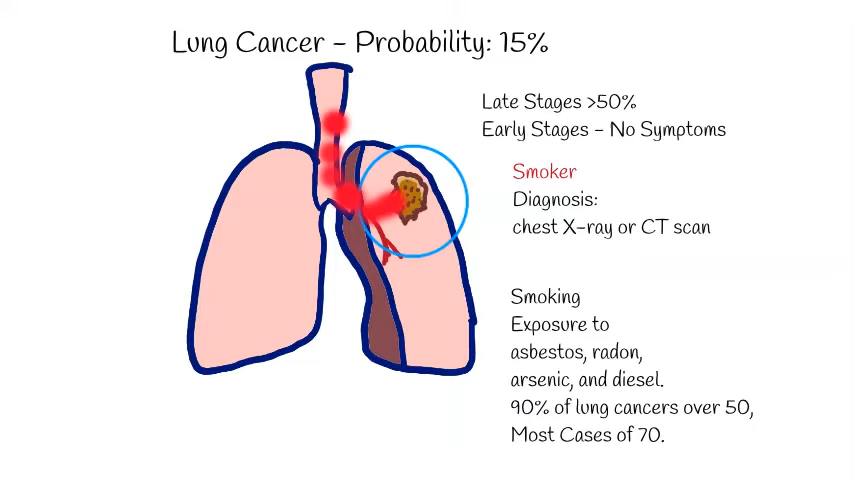 Lung Cancer – Probability: 15%
Late Stages >50%
Early Stages – No Symptoms
Smoker
Diagnosis:
chest X-ray or CT scan
Smoking
Exposure to
asbestos, radon,
arsenic, and diesel.
90% of lung cancers over 50,
Most Cases of 70.